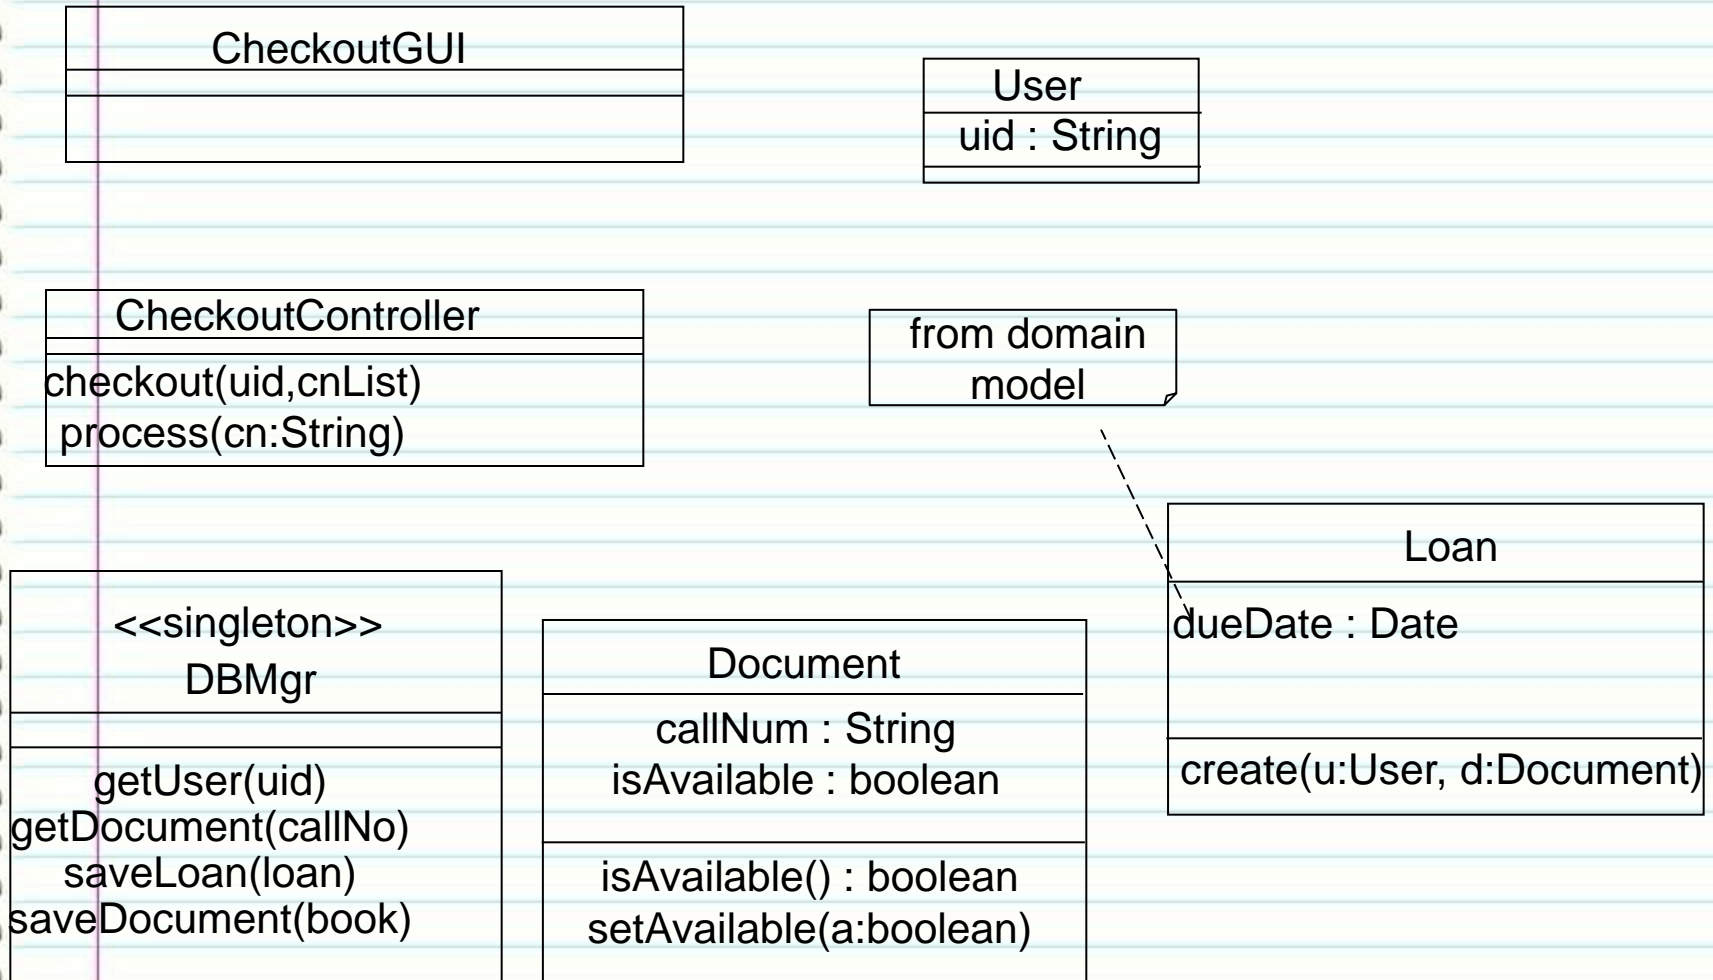 CheckoutGUI
User
uid : String
CheckoutController
checkout(uid,cnList)
process(cn:String)
from domain
model
Loan
dueDate : Date
create(u:User, d:Document)
<<singleton>>
DBMgr
getUser(uid)
getDocument(callNo)
saveLoan(loan)
saveDocument(book)
Document
callNum : String
isAvailable : boolean
isAvailable() : boolean
setAvailable(a:boolean)